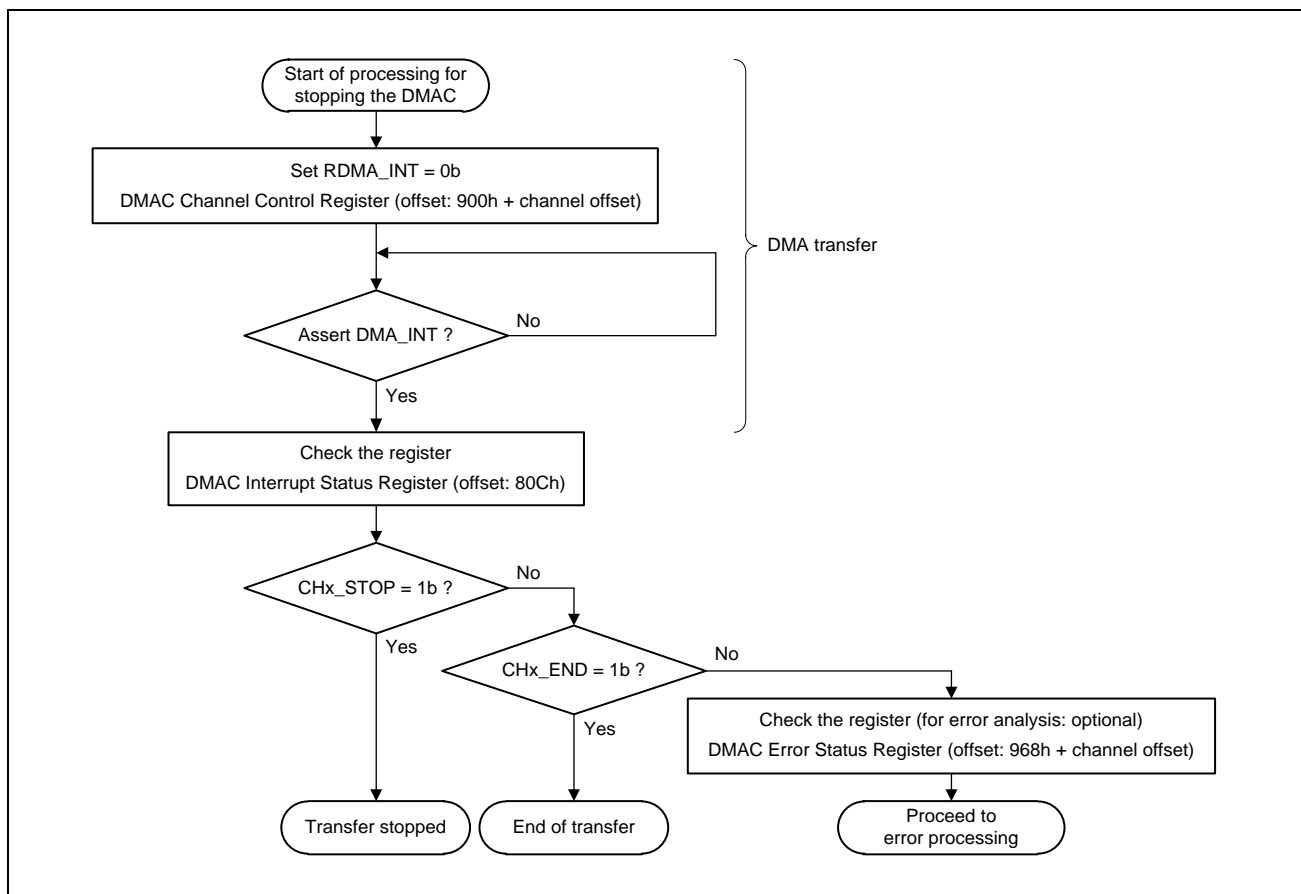 Start of processing for
stopping the DMAC
Set RDMA_INT = 0b
DMAC Channel Control Register (offset: 900h + channel offset)
DMA transfer
Assert DMA_INT ?
No
Yes
Check the register
DMAC Interrupt Status Register (offset: 80Ch)
CHx_STOP = 1b ?
No
Yes
CHx_END = 1b ?
No
Yes
Check the register (for error analysis: optional)
DMAC Error Status Register (offset: 968h + channel offset)
Transfer stopped
End of transfer
Proceed to
error processing